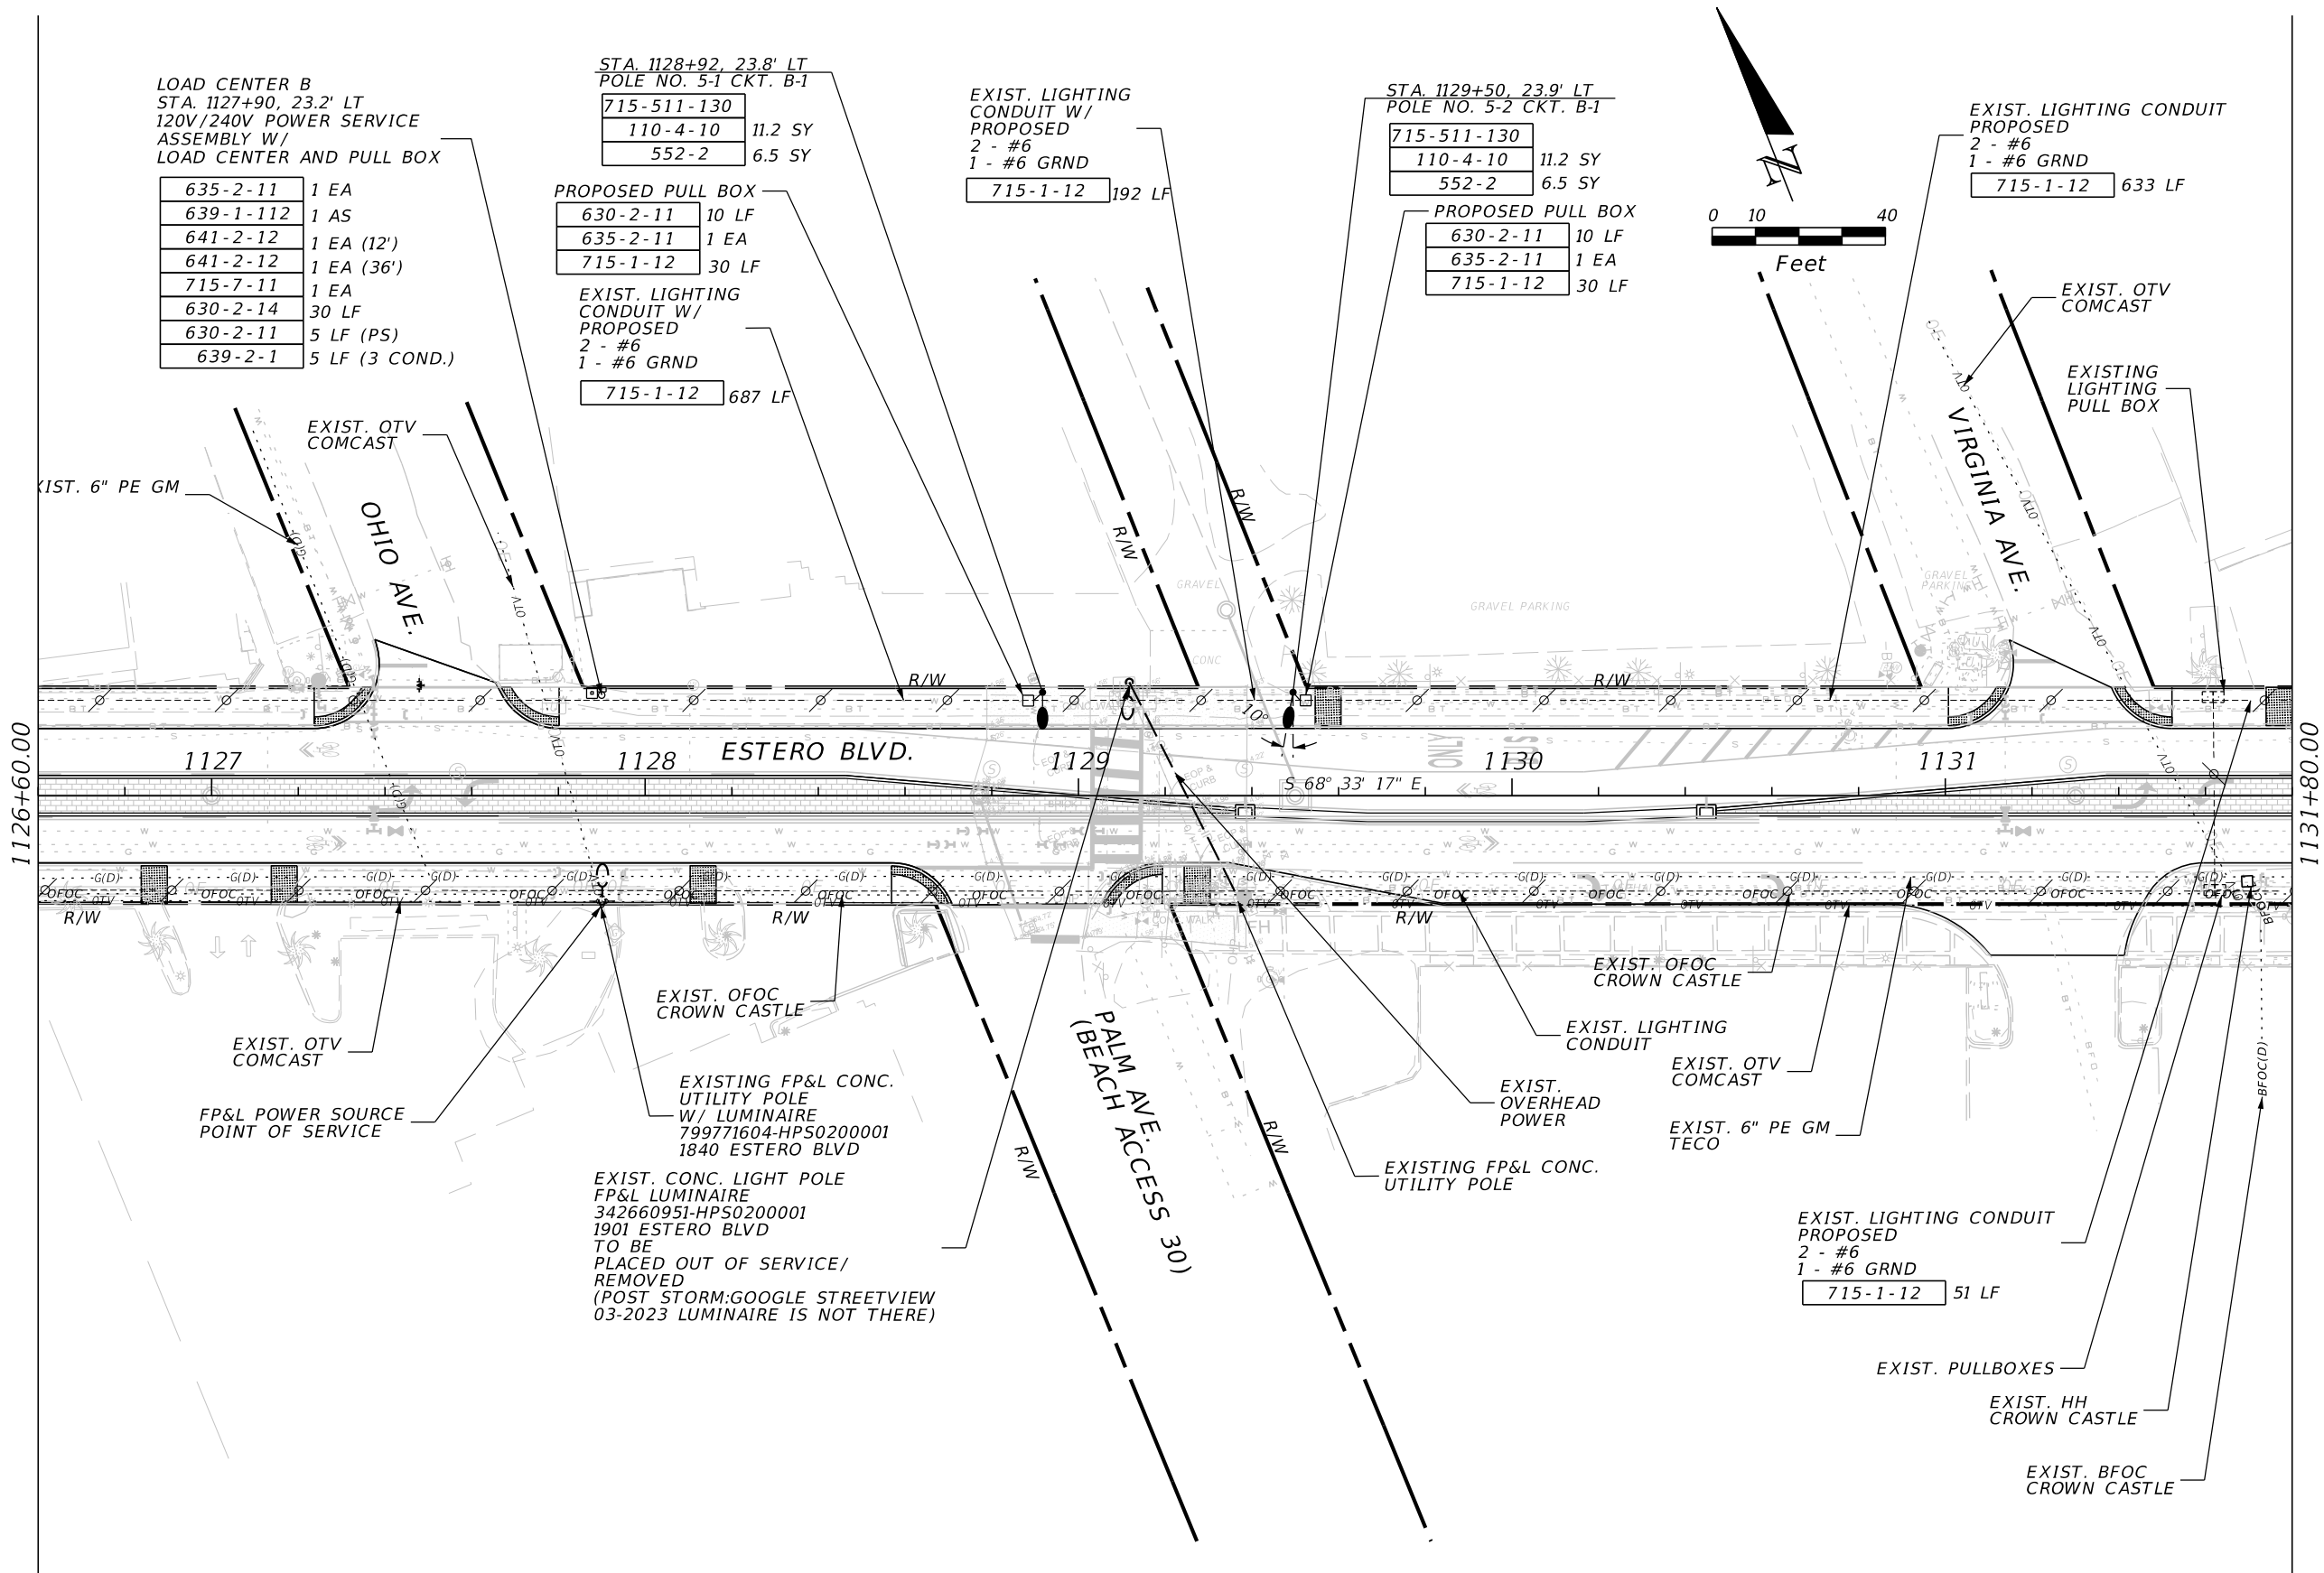 LOAD CENTER B
STA. 1127+90, 23.2' LT
120V/240V POWER SERVICE
ASSEMBLY W/
LOAD CENTER AND PULL BOX
635-2-11 1 EA
639-1-112 1 AS
641-2-12 1 EA (12')
641-2-12 1 EA (36')
715-7-11 1 EA
630-2-14 30 LF
630-2-11 5 LF (PS)
639-2-1 5 LF (3 COND.)
STA. 1128+92, 23.8' LT
POLE NO. 5-1 CKT. B-1
715-511-130
110-4-10 11.2 SY
552-2 6.5 SY
PROPOSED PULL BOX
630-2-11 10 LF
635-2-11 1 EA
715-1-12 30 LF
EXIST. LIGHTING
CONDUIT W/
PROPOSED
2 - #6
1 - #6 GRND
715-1-12 687 LF
EXIST. LIGHTING
CONDUIT W/
PROPOSED
2 - #6
1 - #6 GRND
715-1-12 192 LF
STA. 1129+50, 23.9' LT
POLE NO. 5-2 CKT. B-1
715-511-130
110-4-10 11.2 SY
552-2 6.5 SY
PROPOSED PULL BOX
630-2-11 10 LF
635-2-11 1 EA
715-1-12 30 LF
N
0 10 40
Feet
EXIST. LIGHTING CONDUIT
PROPOSED
2 - #6
1 - #6 GRND
715-1-12 633 LF
EXIST. OTV
COMCAST
EXISTING
LIGHTING
PULL BOX
EXIST. OTV
COMCAST
XIST. 6" PE GM
OHIO AVE.
VIRGINIA AVE.
R/W
R/W
GRAVEL
GRAVEL PARKING
GRAVEL
PARKING
CONC
R/W
R/W
10°
1126+60.00
1127
1128
ESTERO BLVD.
1129
S 68° 33' 17" E
1130
1131
1131+80.00
ONLY
BUS
R/W
R/W
R/W
EXIST. OFOC
CROWN CASTLE
EXIST. OTV
COMCAST
FP&L POWER SOURCE
POINT OF SERVICE
EXISTING FP&L CONC.
UTILITY POLE
W/ LUMINAIRE
799771604-HPS0200001
1840 ESTERO BLVD
EXIST. CONC. LIGHT POLE
FP&L LUMINAIRE
342660951-HPS0200001
1901 ESTERO BLVD
TO BE
PLACED OUT OF SERVICE/
REMOVED
(POST STORM:GOOGLE STREETVIEW
03-2023 LUMINAIRE IS NOT THERE)
PALM AVE.
(BEACH ACCESS 30)
R/W
R/W
EXIST. OFOC
CROWN CASTLE
EXIST. LIGHTING
CONDUIT
EXIST. OTV
COMCAST
EXIST.
OVERHEAD
POWER
EXIST. 6" PE GM
TECO
EXISTING FP&L CONC.
UTILITY POLE
BFOC(D)
EXIST. LIGHTING CONDUIT
PROPOSED
2 - #6
1 - #6 GRND
715-1-12 51 LF
EXIST. PULLBOXES
EXIST. HH
CROWN CASTLE
EXIST. BFOC
CROWN CASTLE